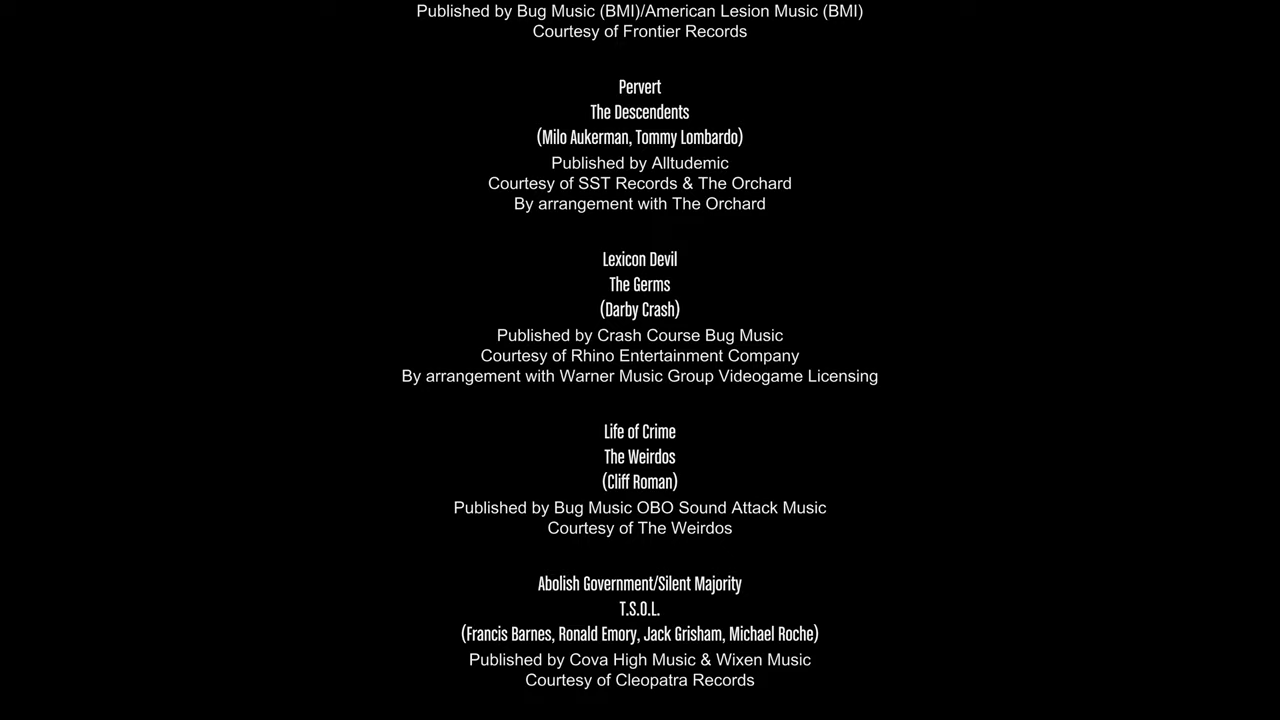 Published by Bug Music (BMI)/American Lesion Music (BMI)
Courtesy of Frontier Records
Pervert
The Descendents
(Milo Aukerman, Tommy Lombardo)
Published by Alltudemic
Courtesy of SST Records & The Orchard
By arrangement with The Orchard
Lexicon Devil
The Germs
(Darby Crash)
Published by Crash Course Bug Music
Courtesy of Rhino Entertainment Company
By arrangement with Warner Music Group Videogame Licensing
Life of Crime
The Weirdos
(Cliff Roman)
Published by Bug Music OBO Sound Attack Music
Courtesy of The Weirdos
Abolish Government/Silent Majority
T.S.O.L.
(Francis Barnes, Ronald Emory, Jack Grisham, Michael Roche)
Published by Cova High Music & Wixen Music
Courtesy of Cleopatra Records